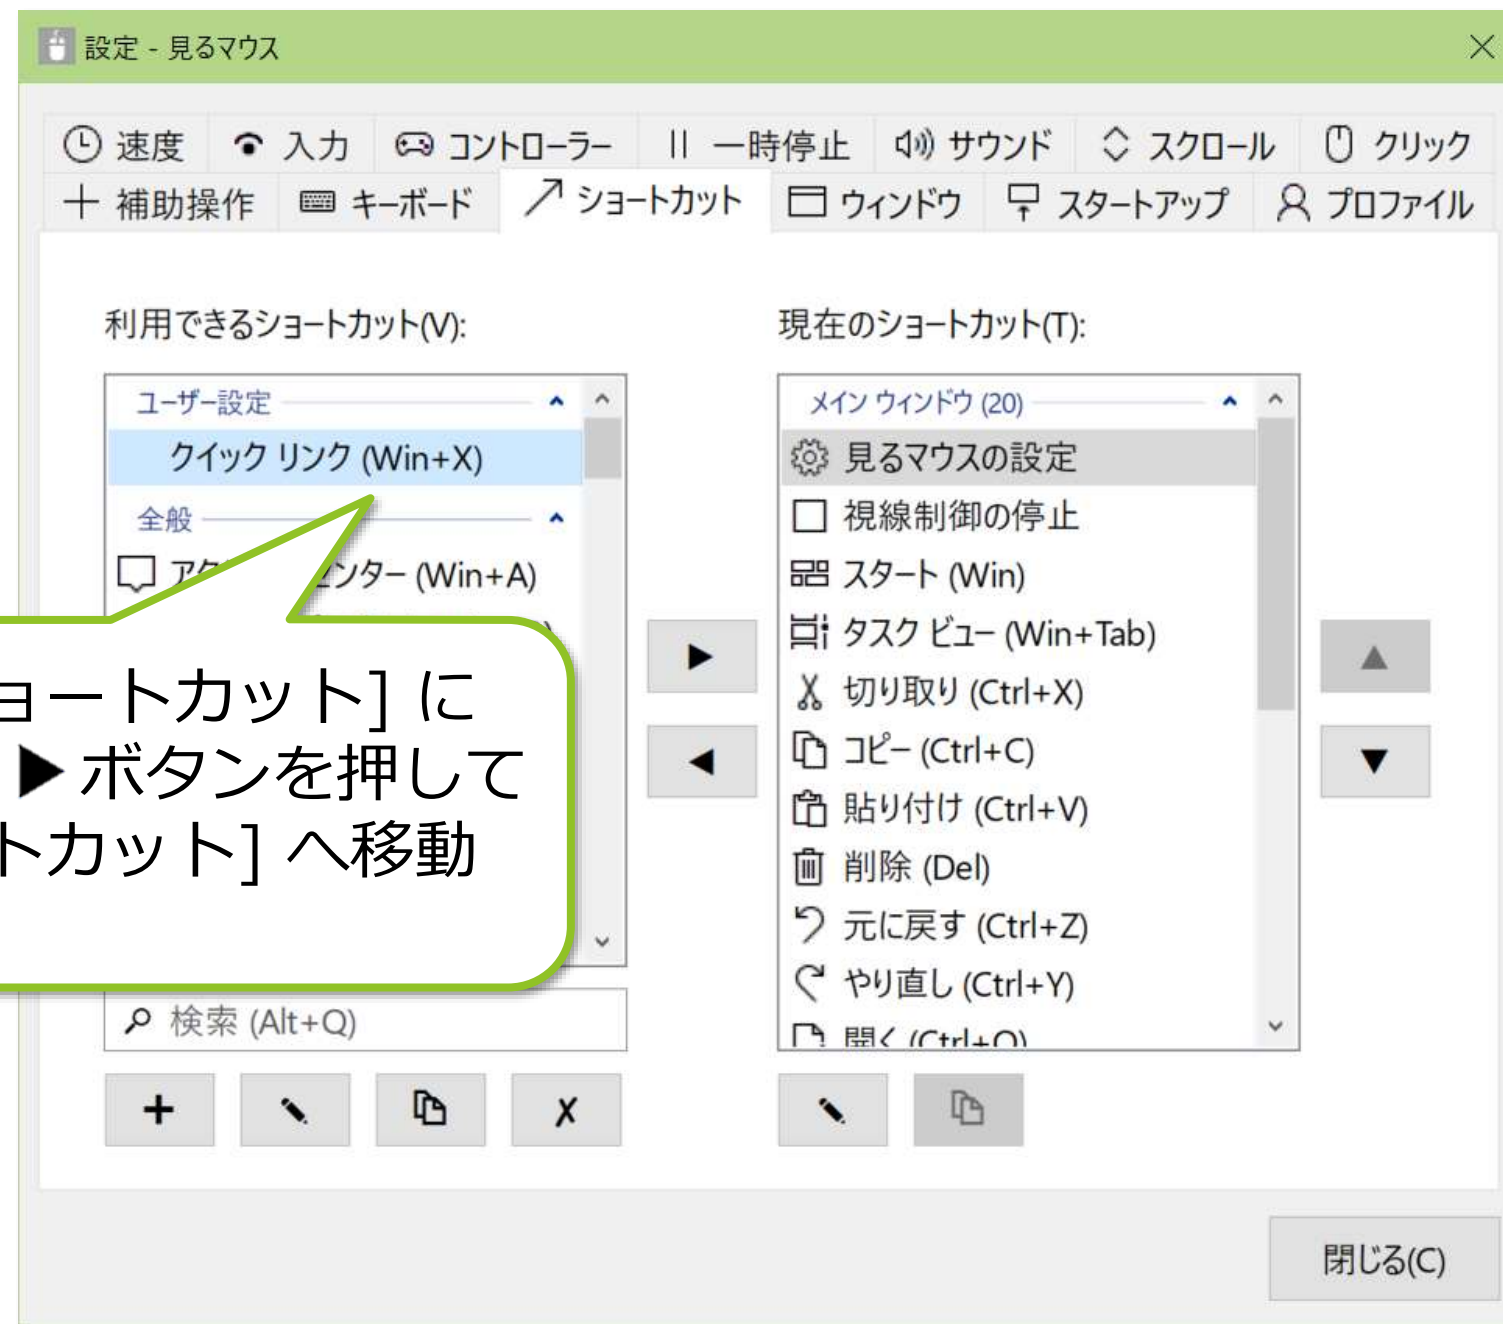 設定 - 見るマウス
速度 入力 コントローラー 一時停止 サウンド スクロール クリック
補助操作 キーボード ショートカット ウィンドウ スタートアップ プロファイル
利用できるショートカット(V):
ユーザー設定
クイック リンク (Win+X)
全般
(Win+A)
ョートカット] に
▶ ボタンを押して
トカット] へ移動
検索 (Alt+Q)
現在のショートカット(T):
メイン ウィンドウ (20)
見るマウスの設定
視線制御の停止
スタート (Win)
タスク ビュー (Win+Tab)
切り取り (Ctrl+X)
コピー (Ctrl+C)
貼り付け (Ctrl+V)
削除 (Del)
元に戻す (Ctrl+Z)
やり直し (Ctrl+Y)
開く (Ctrl+O)
閉じる(C)